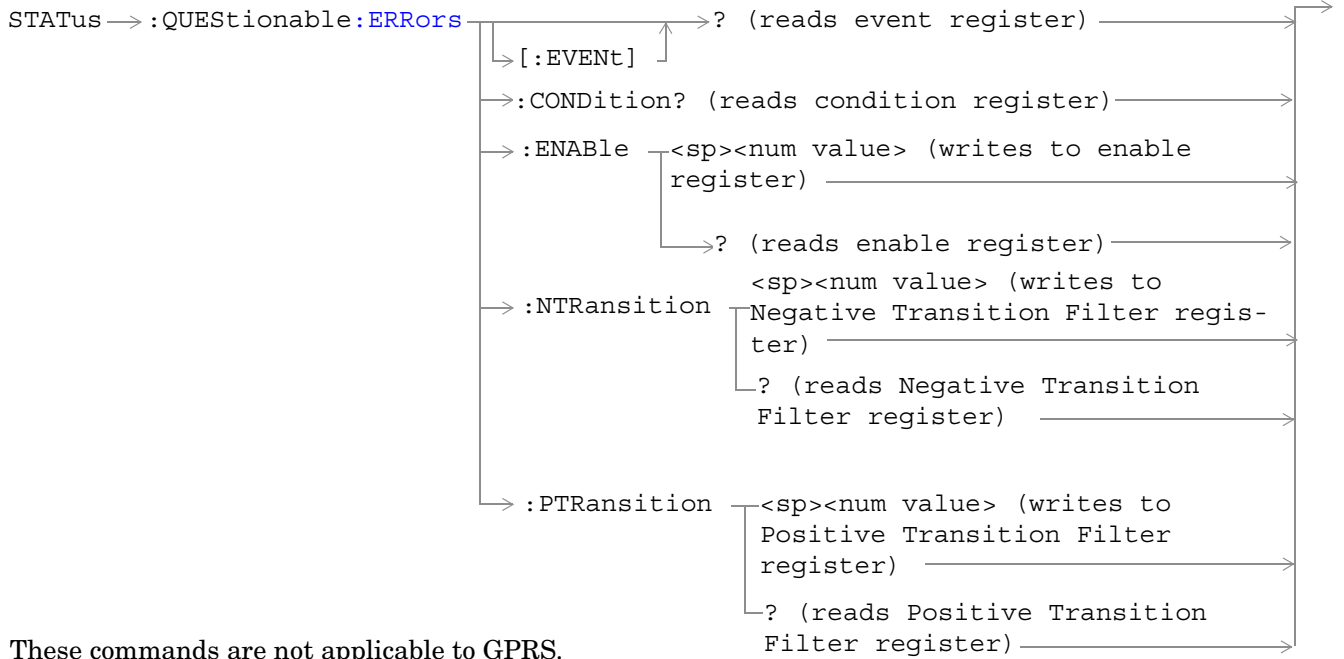 STATus :QUEStionable:ERRors ? (reads event register)
[:EVENt]
:CONDition? (reads condition register)
:ENABle <sp><num value> (writes to enable
register)
? (reads enable register)
<sp><num value> (writes to
:NTRansition Negative Transition Filter regis-
ter)
? (reads Negative Transition
Filter register)
:PTRansition <sp><num value> (writes to
Positive Transition Filter
register)
? (reads Positive Transition
Filter register)
These commands are not applicable to GPRS.